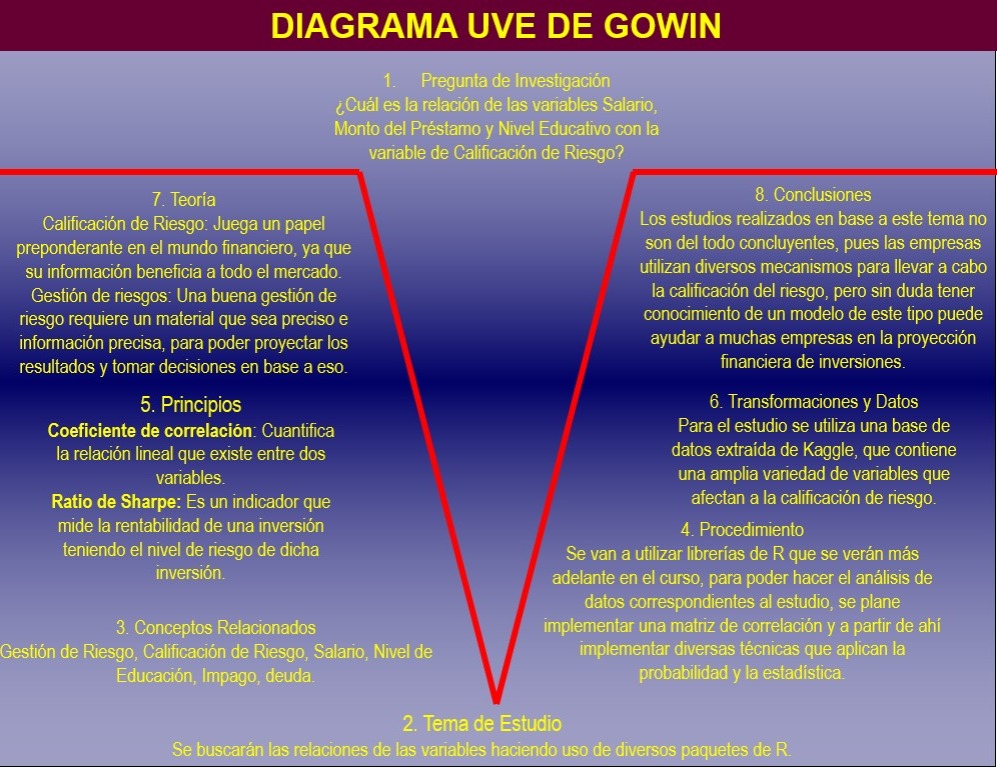 DIAGRAMA UVE DE GOWIN
1. Pregunta de Investigación
¿Cuál es la relación de las variables Salario,
Monto del Préstamo y Nivel Educativo con la
variable de Calificación de Riesgo?
7. Teoría
Calificación de Riesgo: Juega un papel
preponderante en el mundo financiero, ya que
su información beneficia a todo el mercado.
Gestión de riesgos: Una buena gestión de
riesgo requiere un material que sea preciso e
información precisa, para poder proyectar los
resultados y tomar decisiones en base a eso.
5. Principios
Coeficiente de correlación: Cuantifica
la relación lineal que existe entre dos
variables.
Ratio de Sharpe: Es un indicador que
mide la rentabilidad de una inversión
teniendo el nivel de riesgo de dicha
inversión.
3. Conceptos Relacionados
Gestión de Riesgo, Calificación de Riesgo, Salario, Nivel de
Educación, Impago, deuda.
8. Conclusiones
Los estudios realizados en base a este tema no
son del todo concluyentes, pues las empresas
utilizan diversos mecanismos para llevar a cabo
la calificación del riesgo, pero sin duda tener
conocimiento de un modelo de este tipo puede
ayudar a muchas empresas en la proyección
financiera de inversiones.
6. Transformaciones y Datos
Para el estudio se utiliza una base de
datos extraída de Kaggle, que contiene
una amplia variedad de variables que
afectan a la calificación de riesgo.
4. Procedimiento
Se van a utilizar librerías de R que se verán más
adelante en el curso, para poder hacer el análisis de
datos correspondientes al estudio, se plane
implementar una matriz de correlación y a partir de ahí
implementar diversas técnicas que aplican la
probabilidad y la estadística.
2. Tema de Estudio
Se buscarán las relaciones de las variables haciendo uso de diversos paquetes de R.